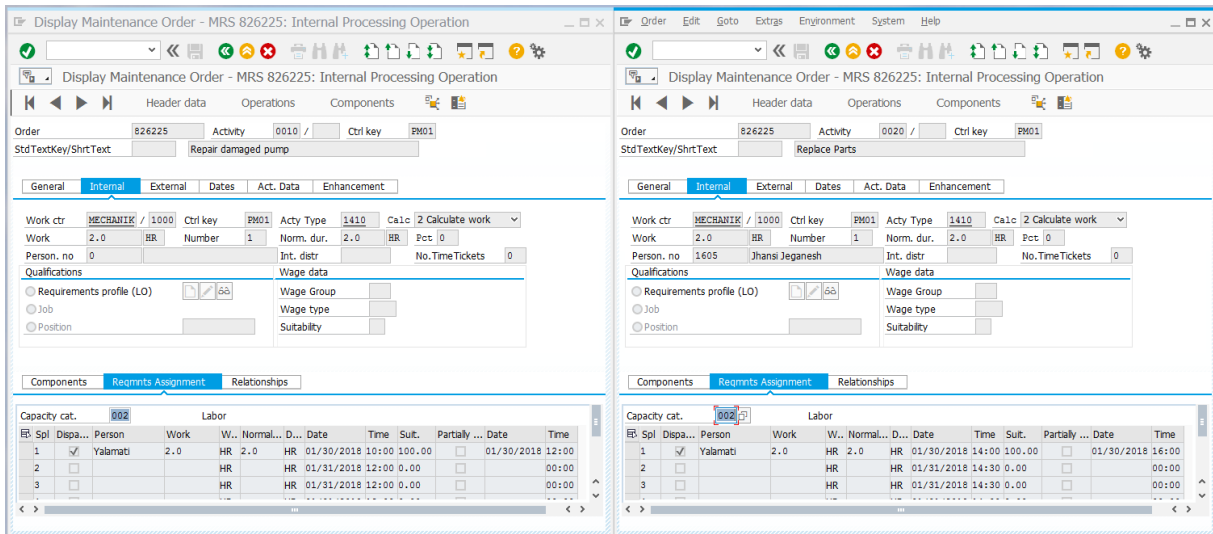 Display Maintenance Order - MRS 826225: Internal Processing Operation
Display Maintenance Order - MRS 826225: Internal Processing Operation
Header data Operations Components
Order 826225 Activity 0010 / Ctrl key PM01
StdTextKey/ShrtText Repair damaged pump
General Internal External Dates Act. Data Enhancement
Work ctr MECHANIK / 1000 Ctrl key PM01 Acty Type 1410 Calc 2 Calculate work
Work 2.0 HR Number 1 Norm. dur. 2.0 HR Pct 0
Person. no 0 Int. distr No.TimeTickets 0
Qualifications Wage data
Requirements profile (LO) Wage Group
Job Wage type
Position Suitability
Components Reqmnts Assignment Relationships
Capacity cat. 002 Labor
Spl Dispa... Person Work W.. Normal... D... Date Time Suit. Partially ... Date Time
1 Yalamati 2.0 HR 2.0 HR 01/30/2018 10:00 100.00 01/30/2018 12:00
2 HR HR 01/31/2018 12:00 0.00 00:00
3 HR HR 01/31/2018 12:00 0.00 00:00
Order Edit Goto Extras Environment System Help
Display Maintenance Order - MRS 826225: Internal Processing Operation
Header data Operations Components
Order 826225 Activity 0020 / Ctrl key PM01
StdTextKey/ShrtText Replace Parts
General Internal External Dates Act. Data Enhancement
Work ctr MECHANIK / 1000 Ctrl key PM01 Acty Type 1410 Calc 2 Calculate work
Work 2.0 HR Number 1 Norm. dur. 2.0 HR Pct 0
Person. no 1605 Jhansi Jeganesh Int. distr No.TimeTickets 0
Qualifications Wage data
Requirements profile (LO) Wage Group
Job Wage type
Position Suitability
Components Reqmnts Assignment Relationships
Capacity cat. 002 Labor
Spl Dispa... Person Work W.. Normal... D... Date Time Suit. Partially ... Date Time
1 Yalamati 2.0 HR 2.0 HR 01/30/2018 14:00 100.00 01/30/2018 16:00
2 HR HR 01/31/2018 14:30 0.00 00:00
3 HR HR 01/31/2018 14:30 0.00 00:00